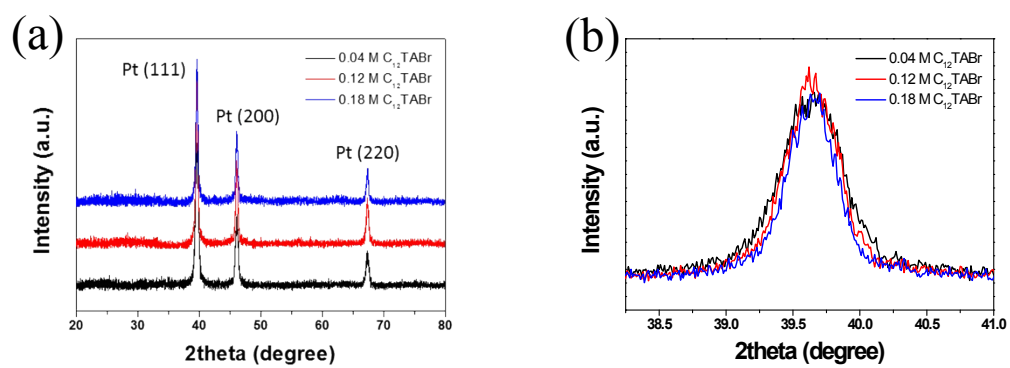 (a)
Pt (111)
Pt (200)
Pt (220)
0.04 M C₁₂TABr
0.12 M C₁₂TABr
0.18 M C₁₂TABr
Intensity (a.u.)
20 30 40 50 60 70 80
2theta (degree)
(b)
0.04 M C₁₂TABr
0.12 M C₁₂TABr
0.18 M C₁₂TABr
Intensity (a.u.)
38.5 39.0 39.5 40.0 40.5 41.0
2theta (degree)